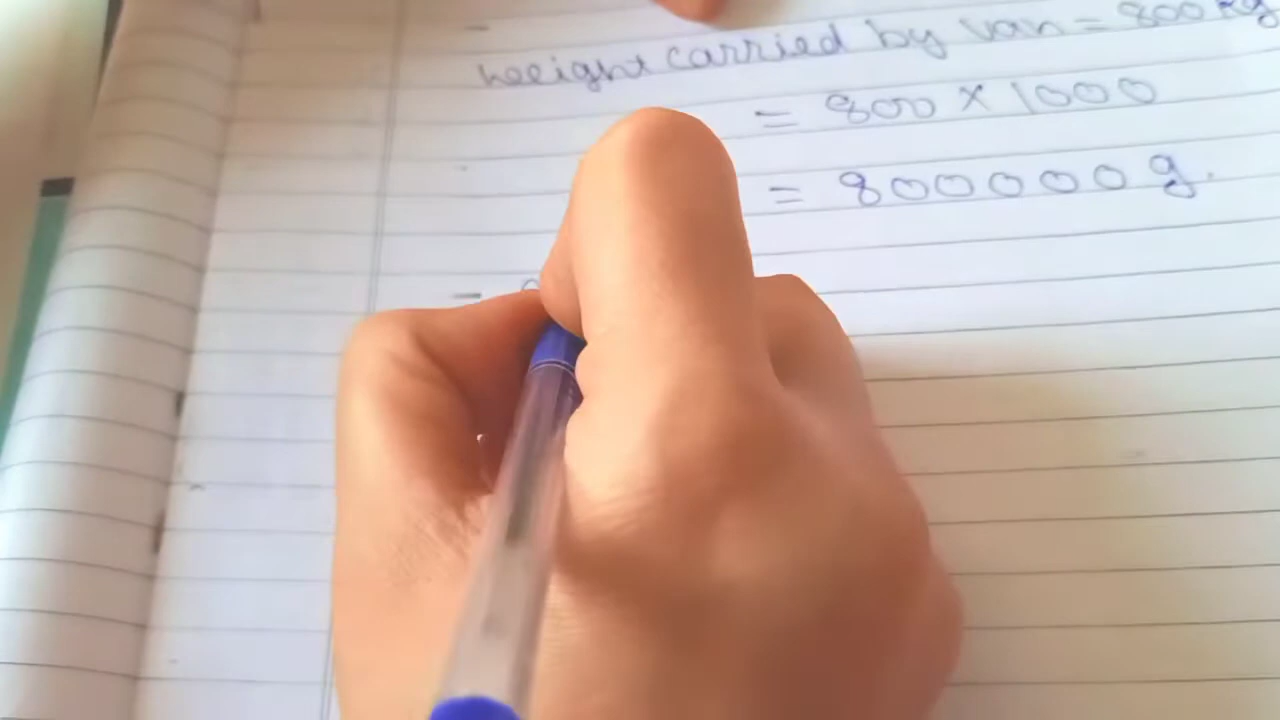 weight carried by van = 800 kg
= 800 × 1000
= 800000 g.